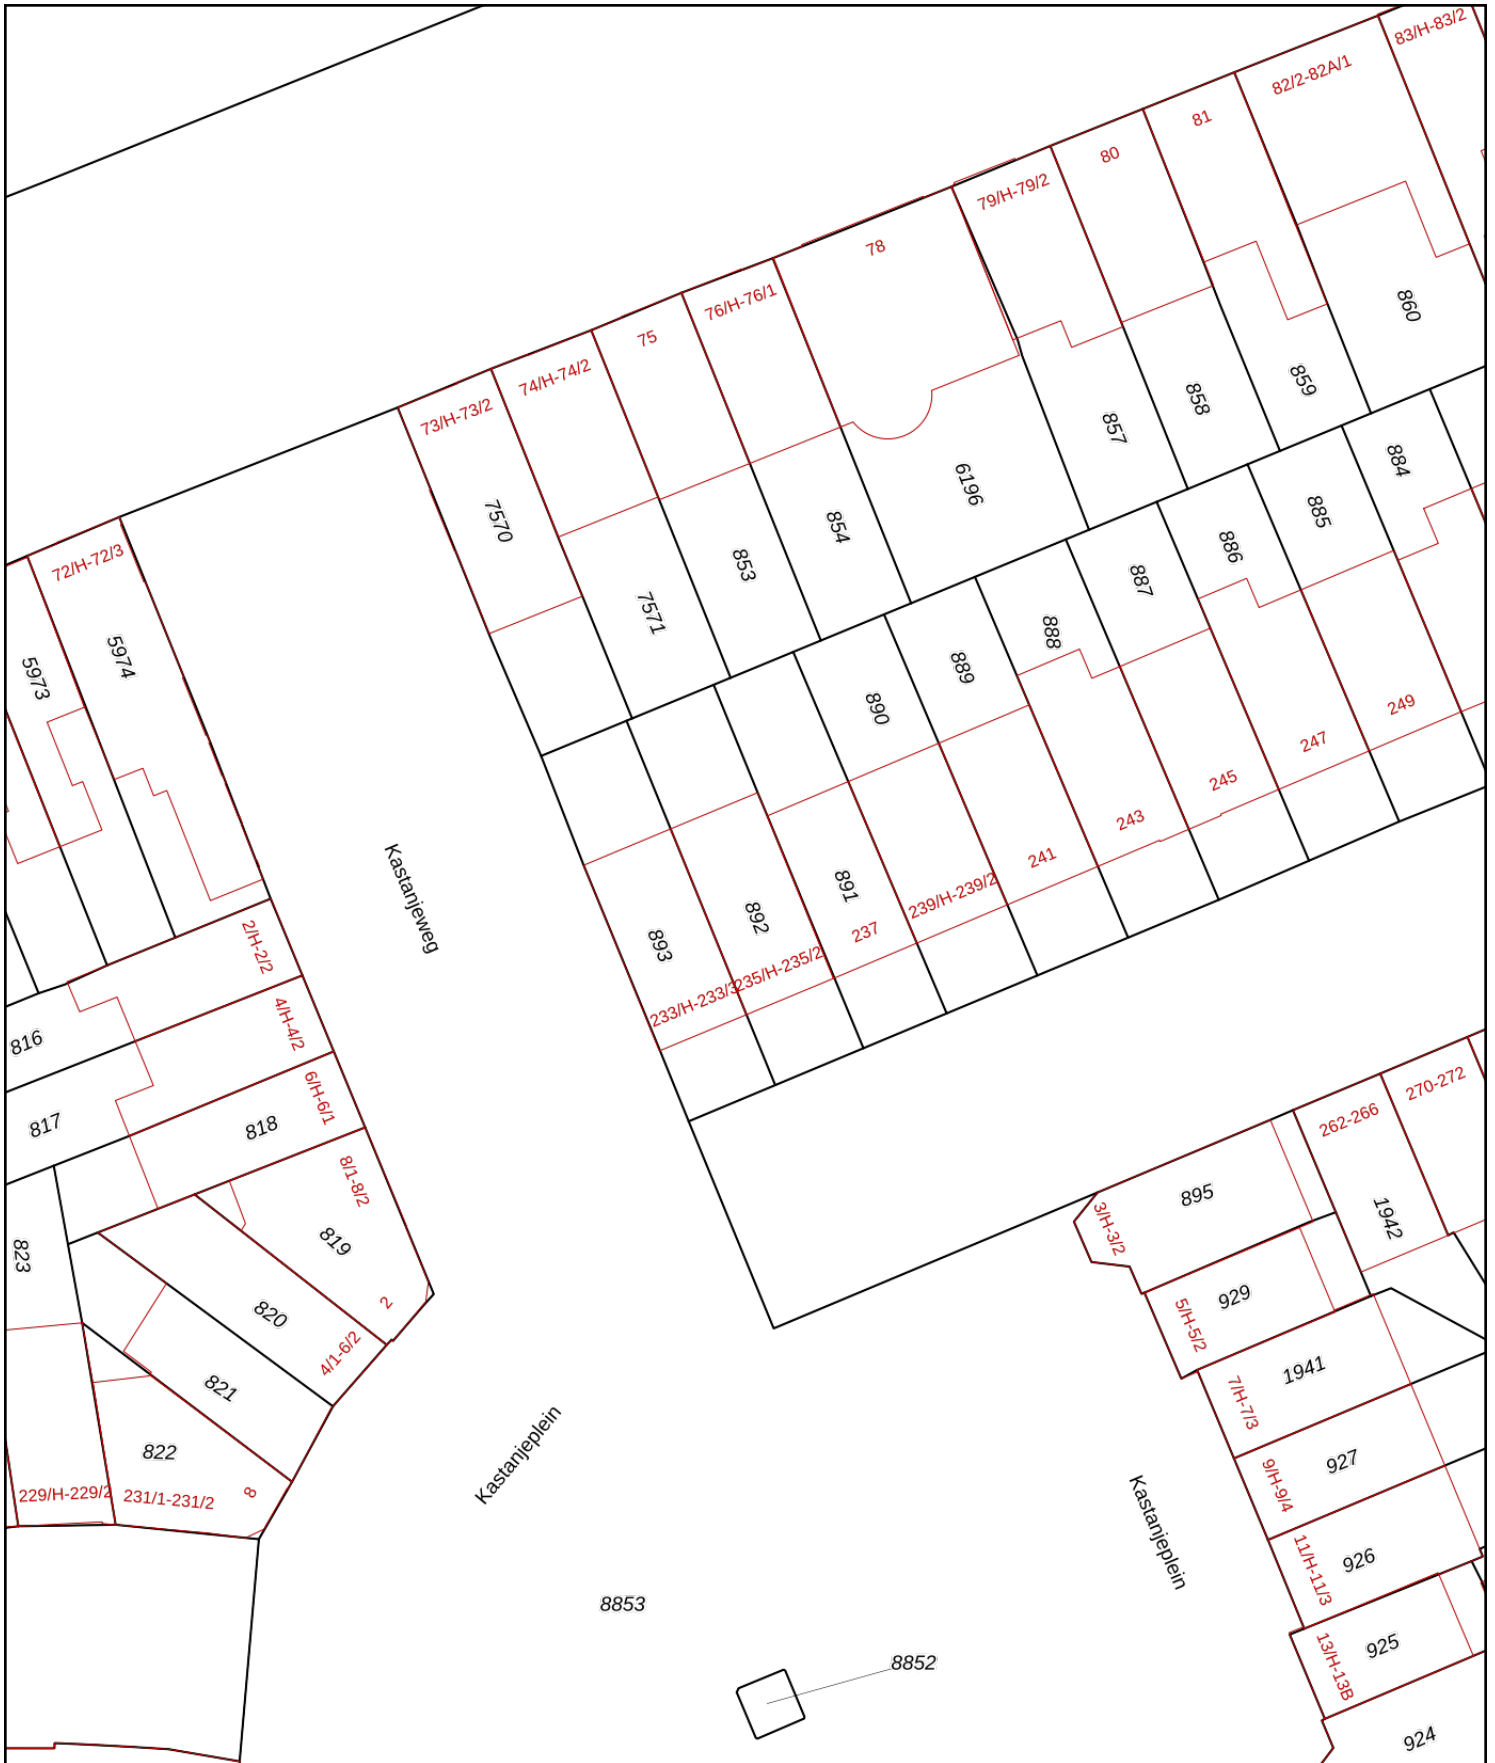 83/H-83/2
82/2-82A/1
81
80
79/H-79/2
78
76/H-76/1
75
74/H-74/2
73/H-73/2
72/H-72/3
860
859
858
857
6196
854
853
7571
7570
5974
5973
884
885
886
887
888
889
890
891
892
893
249
247
245
243
241
239/H-239/2
237
235/H-235/2
233/H-233/3
Kastanjeweg
2/H-2/2
4/H-4/2
6/H-6/1
8/1-8/2
816
817
818
819
820
821
822
823
2
4/1-6/2
8
229/H-229/2
231/1-231/2
270-272
262-266
895
1942
3/H-3/2
929
5/H-5/2
1941
7/H-7/3
927
9/H-9/4
926
11/H-11/3
925
13/H-13B
924
Kastanjeplein
Kastanjeplein
8853
8852